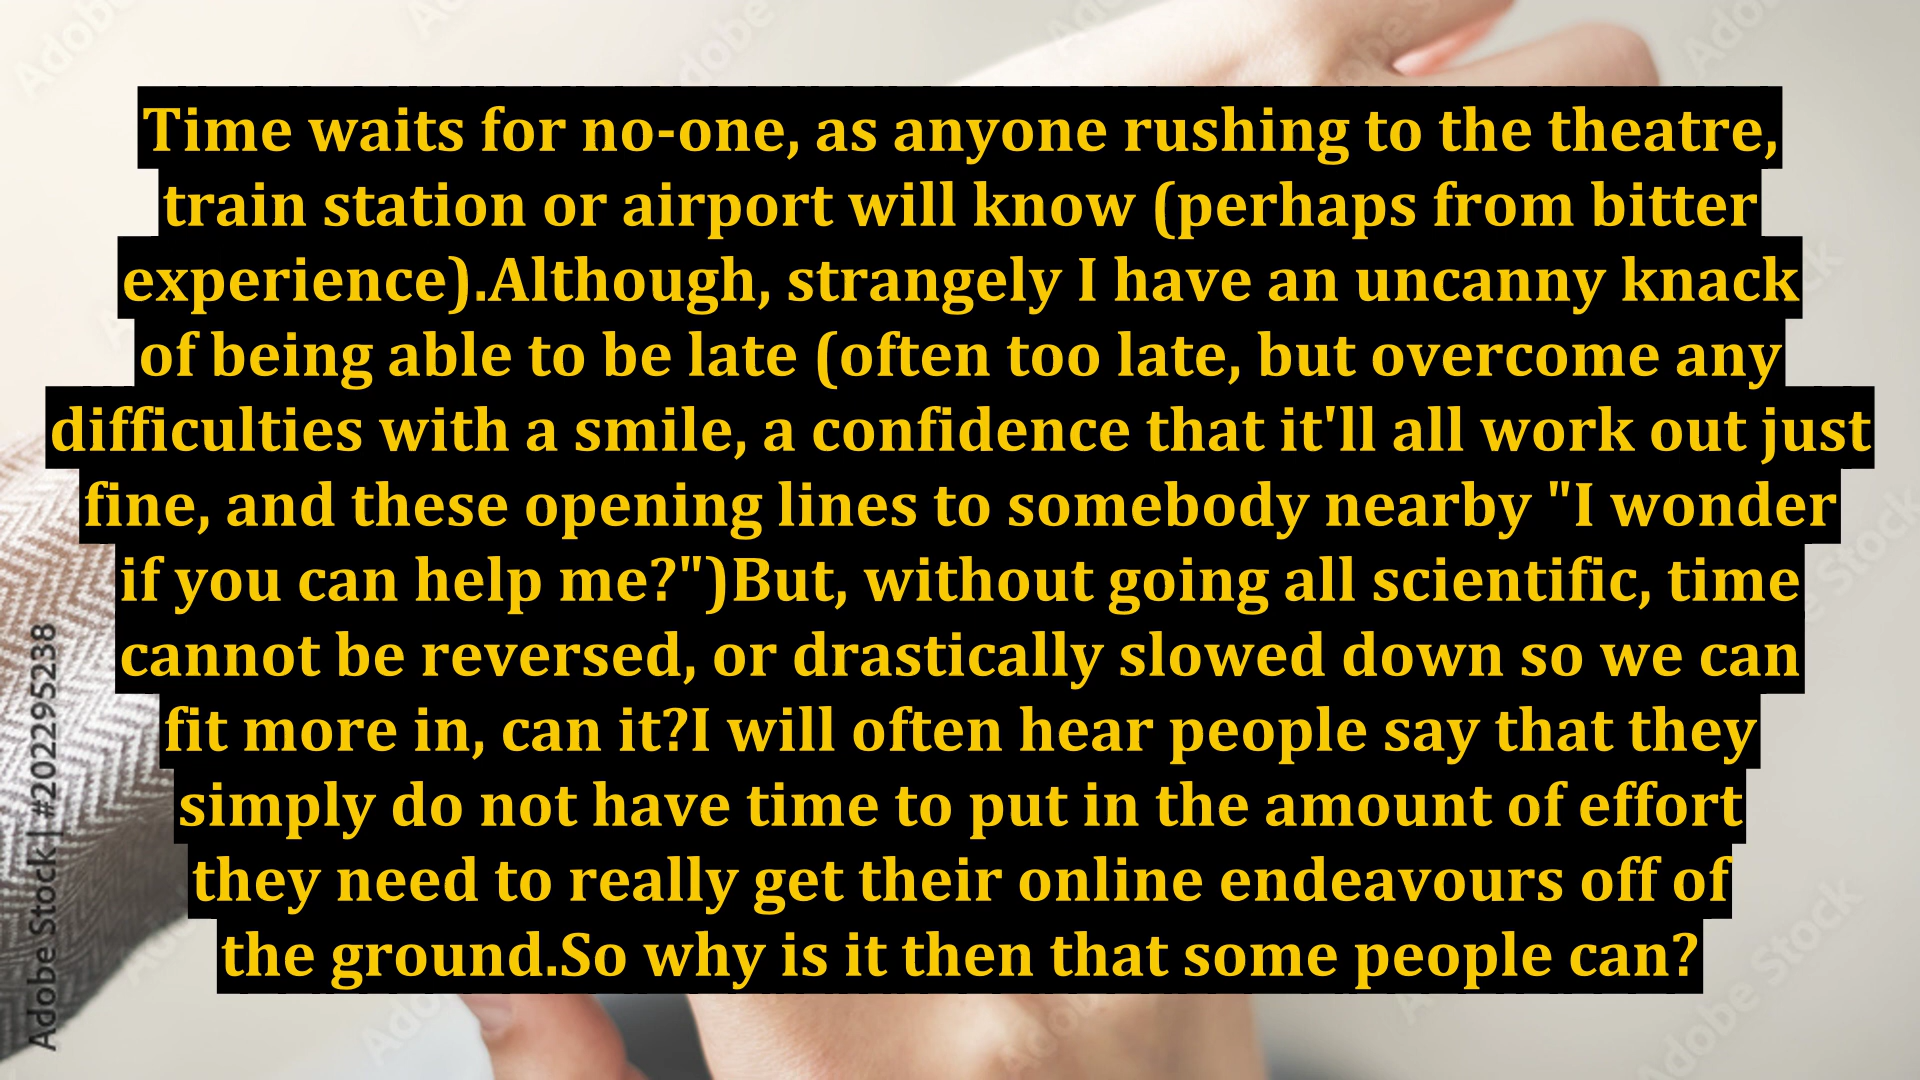 Time waits for no-one, as anyone rushing to the theatre,
train station or airport will know (perhaps from bitter
experience).Although, strangely I have an uncanny knack
of being able to be late (often too late, but overcome any
difficulties with a smile, a confidence that it'll all work out just
fine, and these opening lines to somebody nearby "I wonder
if you can help me?")But, without going all scientific, time
cannot be reversed, or drastically slowed down so we can
fit more in, can it?I will often hear people say that they
simply do not have time to put in the amount of effort
they need to really get their online endeavours off of
the ground.So why is it then that some people can?
Adobe Stock | #202295238